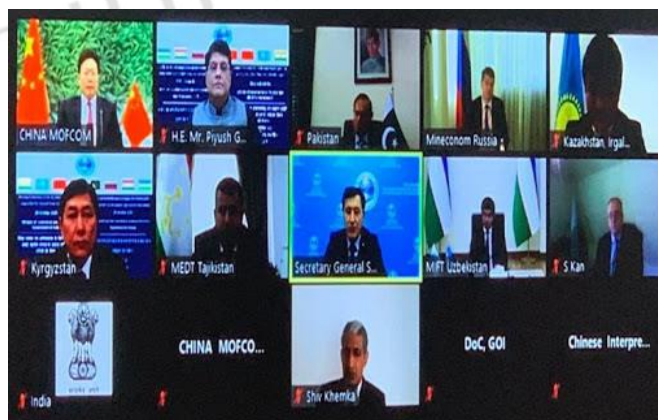 CHINA MOFCOM
H.E. Mr. Piyush G...
Pakistan
Mineconom Russia
Kazakhstan, Irgal...
Kyrgyzstan
MEDT Tajikistan
Secretary General S...
MIFT Uzbekistan
S Kan
India
CHINA MOFCO...
Shiv Khemka
DoC, GOI
Chinese Interpre...